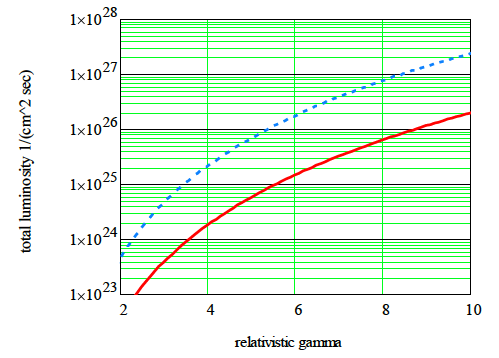 total luminosity 1/(cm^2 sec)
1×10^28
1×10^27
1×10^26
1×10^25
1×10^24
1×10^23
2 4 6 8 10
relativistic gamma